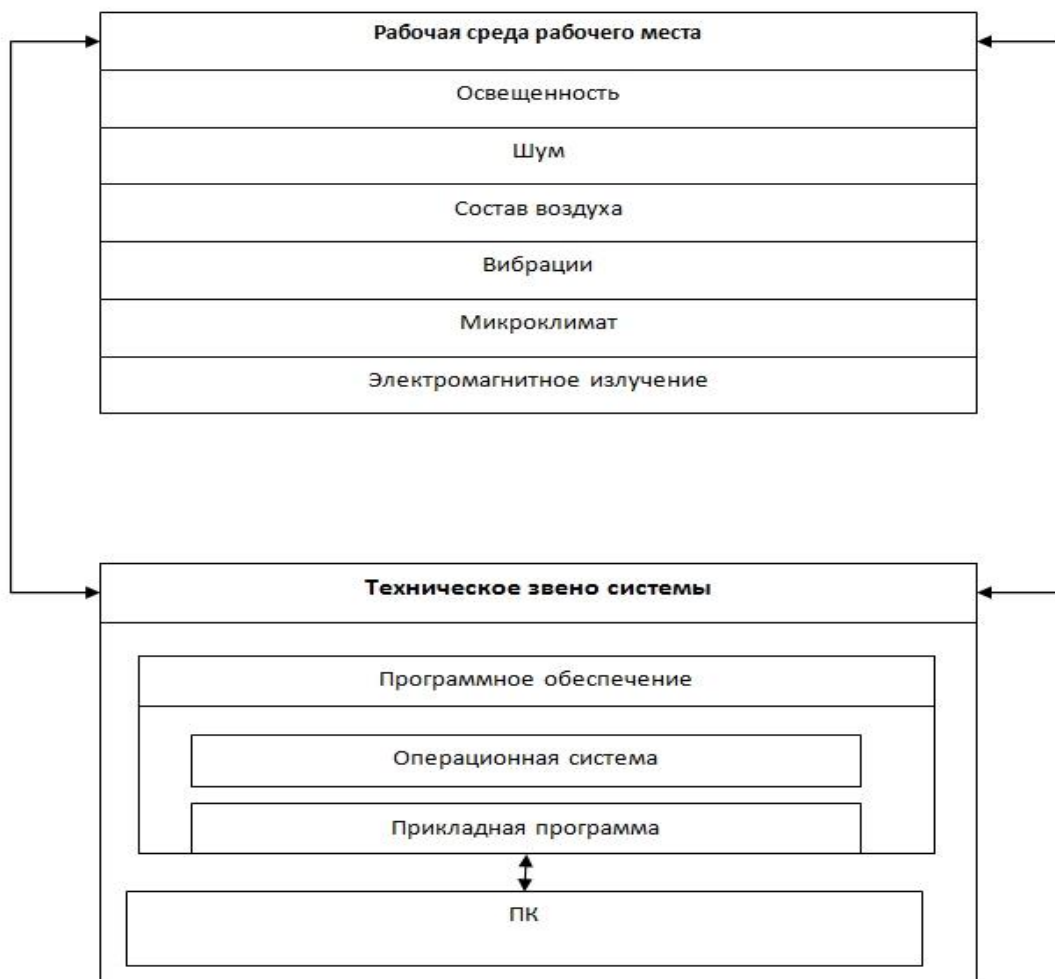 Рабочая среда рабочего места
Освещенность
Шум
Состав воздуха
Вибрации
Микроклимат
Электромагнитное излучение
Техническое звено системы
Программное обеспечение
Операционная система
Прикладная программа
ПК